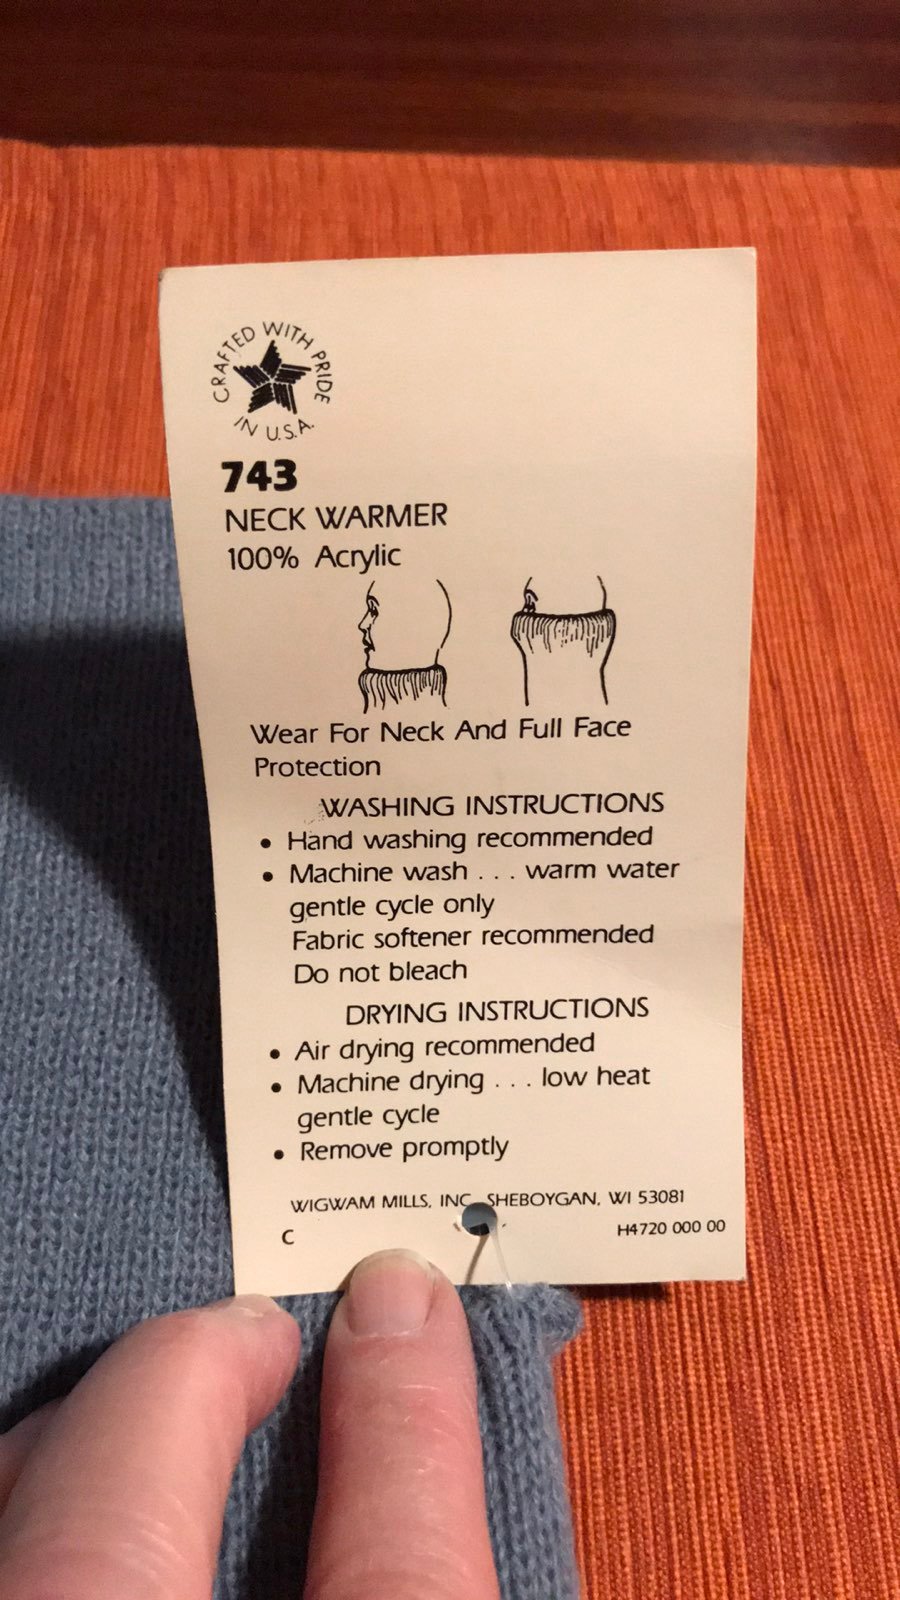 CRAFTED WITH PRIDE
IN U.S.A.
743
NECK WARMER
100% Acrylic
Wear For Neck And Full Face
Protection
WASHING INSTRUCTIONS
• Hand washing recommended
• Machine wash . . . warm water
gentle cycle only
Fabric softener recommended
Do not bleach
DRYING INSTRUCTIONS
• Air drying recommended
• Machine drying . . . low heat
gentle cycle
• Remove promptly
WIGWAM MILLS, INC. SHEBOYGAN, WI 53081
C H4720 000 00